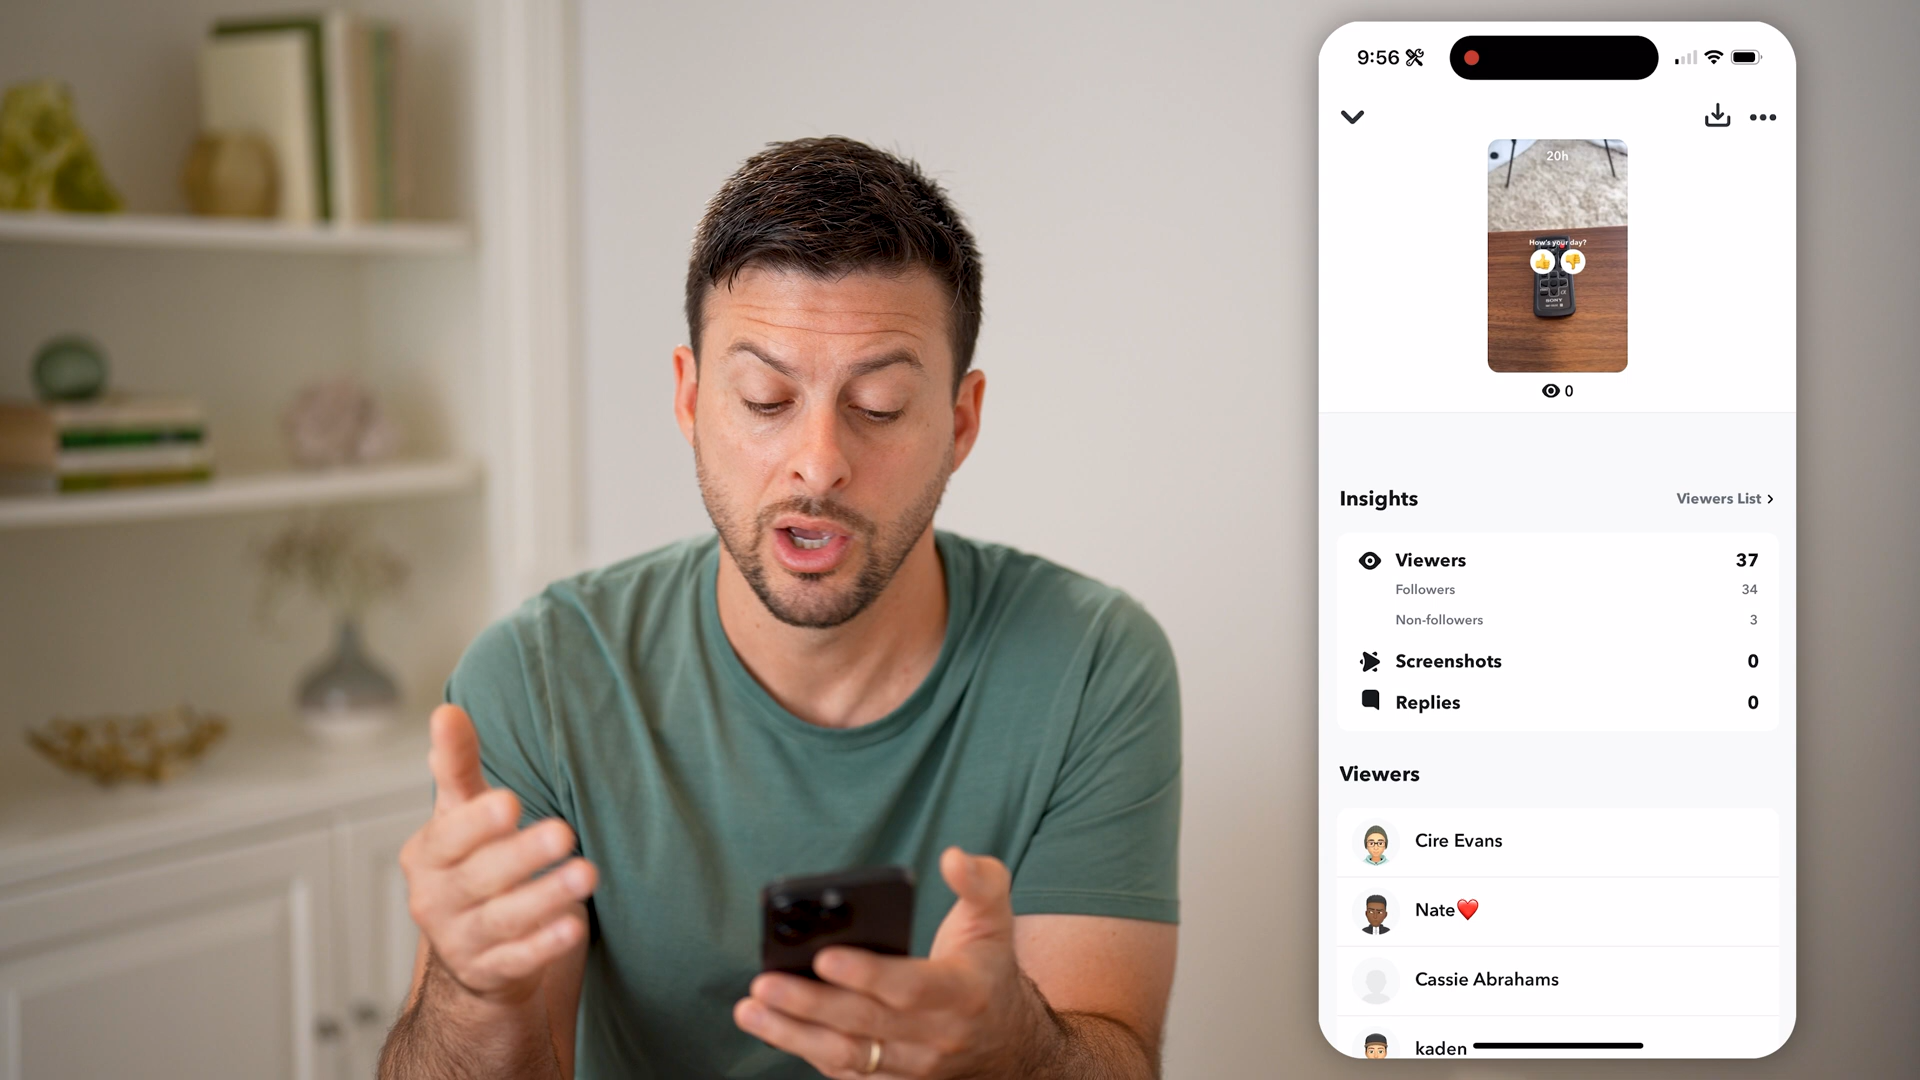 9:56
20h
How's your day?
SONY
0
Insights
Viewers List
Viewers 37
Followers 34
Non-followers 3
Screenshots 0
Replies 0
Viewers
Cire Evans
Nate❤️
Cassie Abrahams
kaden